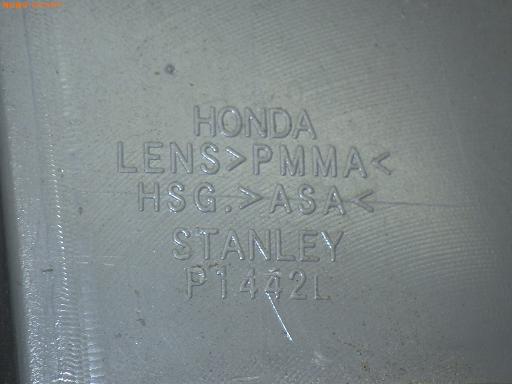 HONDA
LENS>PMMA<
HSG.>ASA<
STANLEY
P1442L